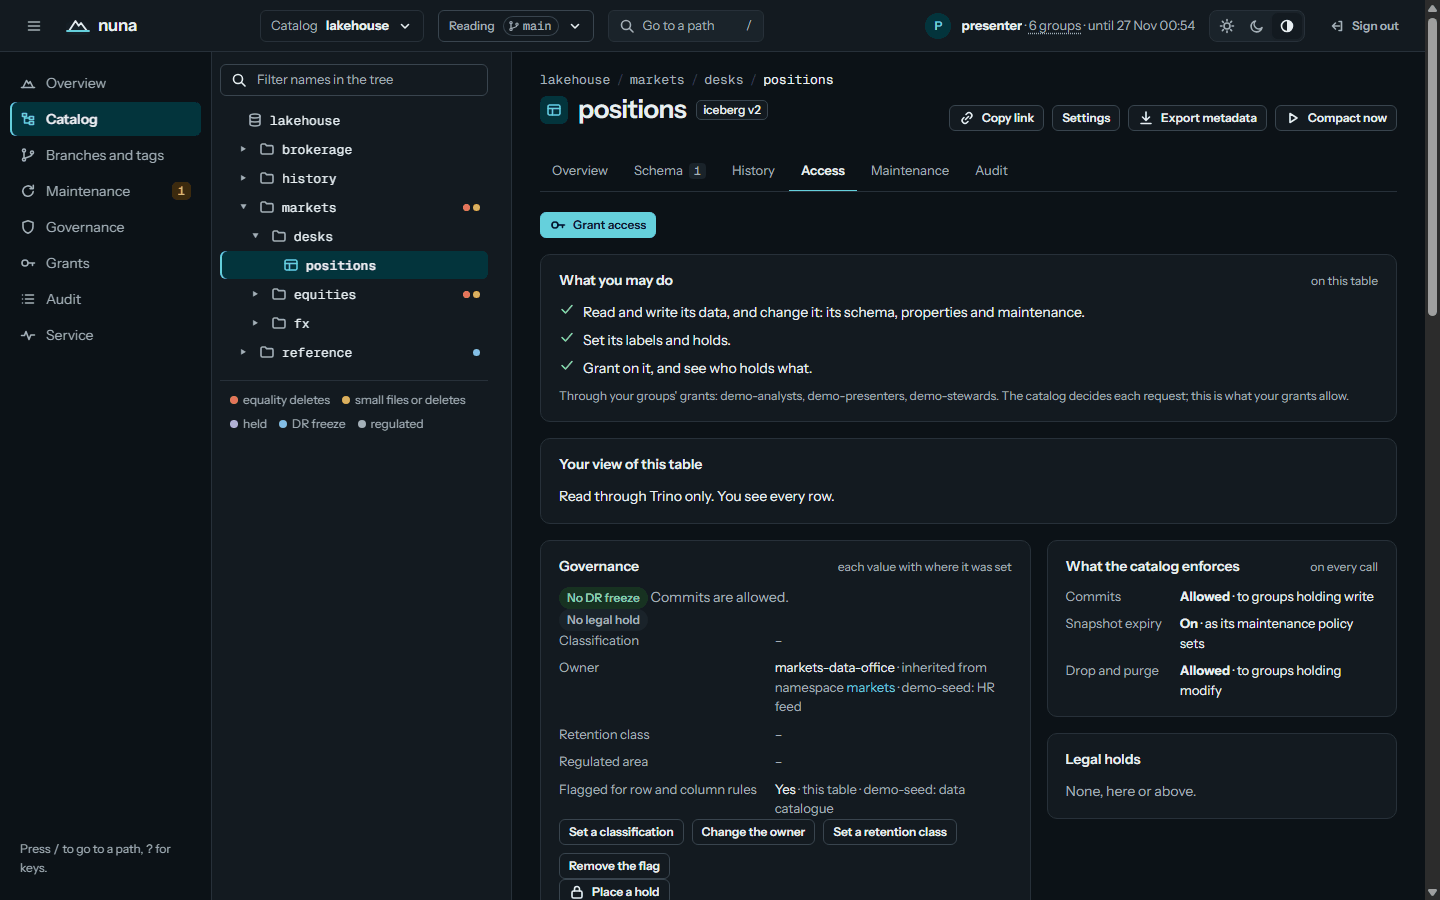 nuna
Catalog lakehouse
Reading main
Go to a path /
P
presenter · 6 groups · until 27 Nov 00:54
Sign out
Overview
Catalog
Branches and tags
Maintenance 1
Governance
Grants
Audit
Service
Press / to go to a path, ? for
keys.
Filter names in the tree
lakehouse
brokerage
history
markets
desks
positions
equities
fx
reference
equality deletes small files or deletes
held DR freeze regulated
lakehouse / markets / desks / positions
positions iceberg v2
Copy link
Settings
Export metadata
Compact now
Overview
Schema 1
History
Access
Maintenance
Audit
Grant access
What you may do on this table
Read and write its data, and change it: its schema, properties and maintenance.
Set its labels and holds.
Grant on it, and see who holds what.
Through your groups' grants: demo-analysts, demo-presenters, demo-stewards. The catalog decides each request; this is what your grants allow.
Your view of this table
Read through Trino only. You see every row.
Governance each value with where it was set
No DR freeze Commits are allowed.
No legal hold
Classification –
Owner markets-data-office · inherited from
namespace markets · demo-seed: HR
feed
Retention class –
Regulated area –
Flagged for row and column rules Yes · this table · demo-seed: data
catalogue
Set a classification
Change the owner
Set a retention class
Remove the flag
Place a hold
What the catalog enforces on every call
Commits Allowed · to groups holding write
Snapshot expiry On · as its maintenance policy
sets
Drop and purge Allowed · to groups holding
modify
Legal holds
None, here or above.